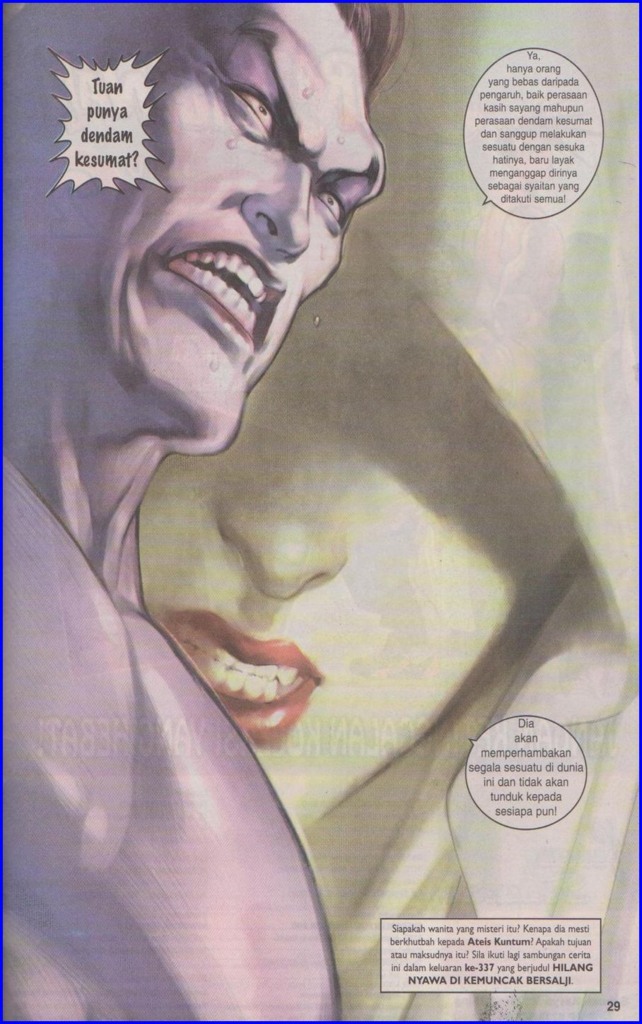 Tuan
punya
dendam
kesumat?
Ya,
hanya orang
yang bebas daripada
pengaruh, baik perasaan
kasih sayang mahupun
perasaan dendam kesumat
dan sanggup melakukan
sesuatu dengan sesuka
hatinya, baru layak
menganggap dirinya
sebagai syaitan yang
ditakuti semua!
Dia
akan
memperhambakan
segala sesuatu di dunia
ini dan tidak akan
tunduk kepada
sesiapa pun!
Siapakah wanita yang misteri itu? Kenapa dia mesti
berkhutbah kepada Ateis Kuntum? Apakah tujuan
atau maksudnya itu? Sila ikuti lagi sambungan cerita
ini dalam keluaran ke-337 yang berjudul HILANG
NYAWA DI KEMUNCAK BERSALJI.
29